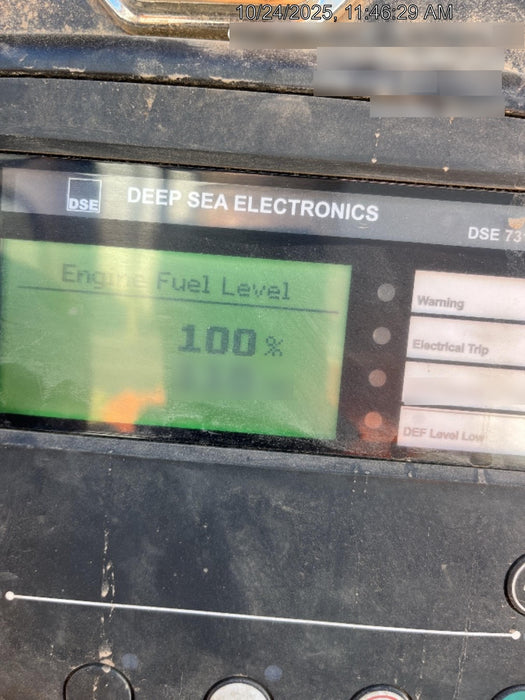 10/24/2025, 11:46:29 AM
DSE
DEEP SEA ELECTRONICS
DSE 73
Engine Fuel Level
100 %
Warning
Electrical Trip
DEF Level Low